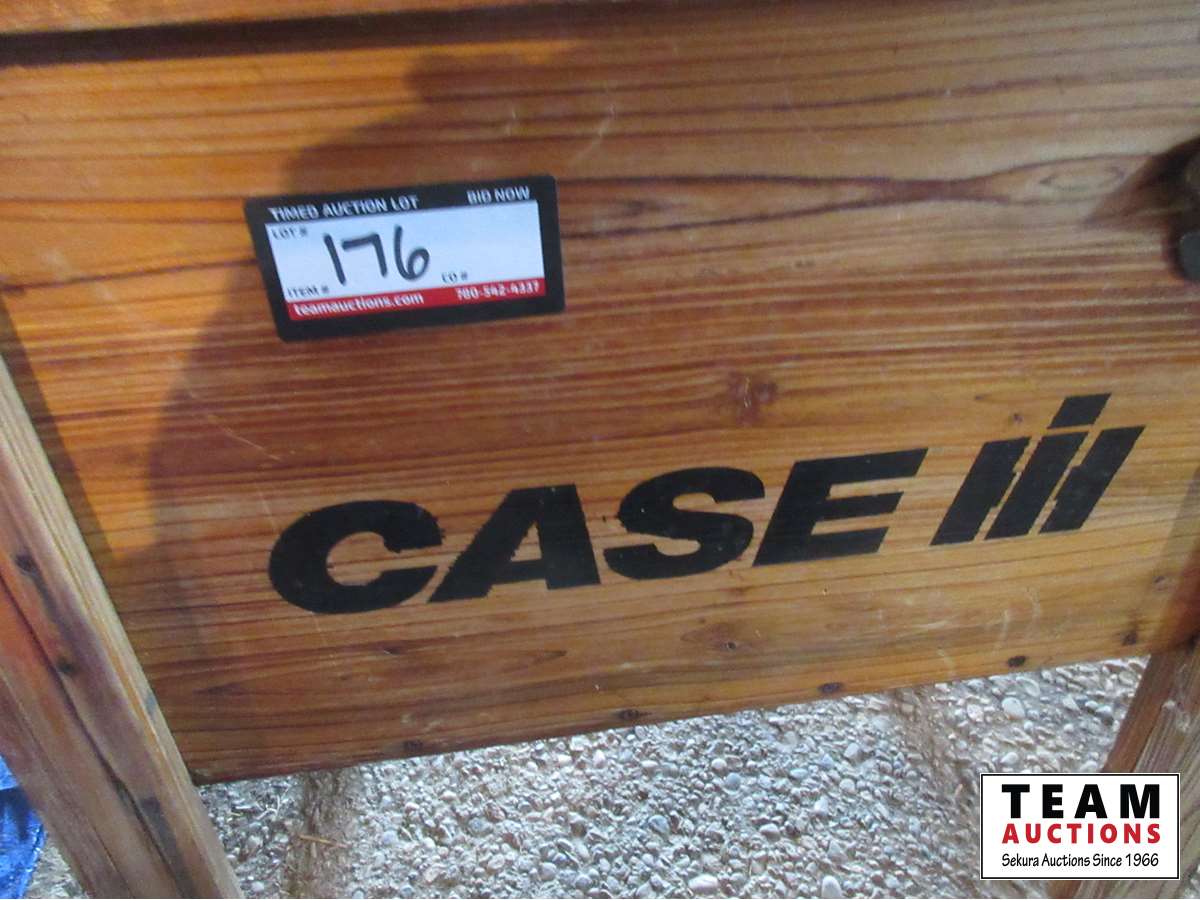 TIMED AUCTION LOT BID NOW
LOT #
176
ITEM # CO #
teamauctions.com 780-542-4337
CASE IH
TEAM
AUCTIONS
Sekura Auctions Since 1966